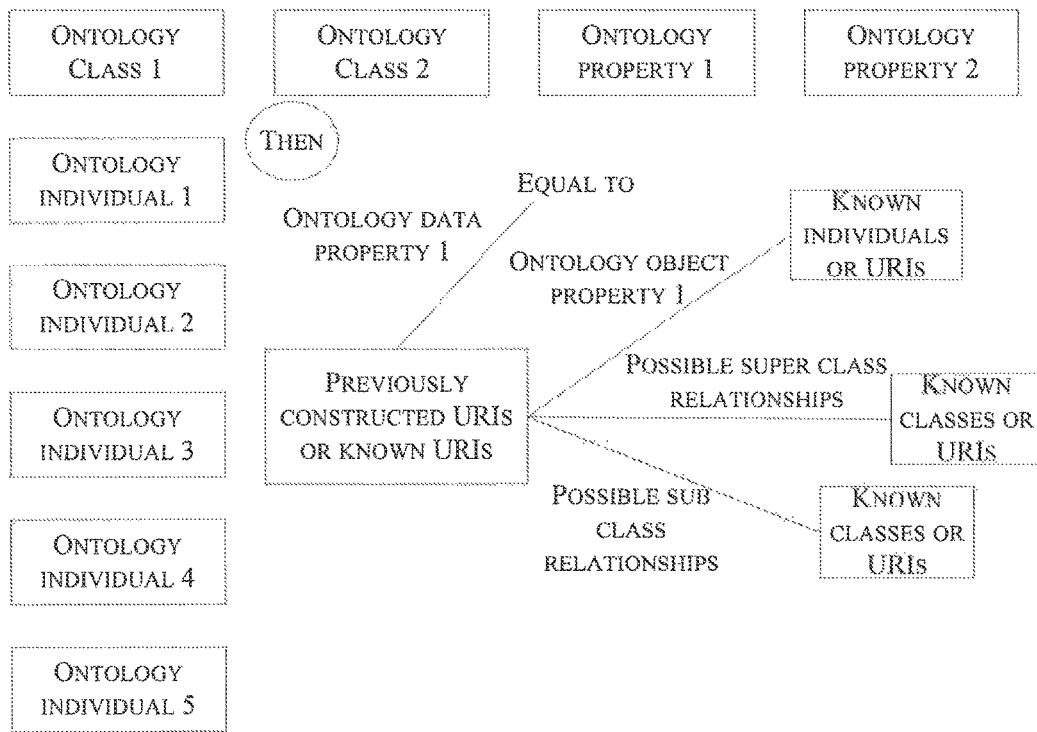 ONTOLOGY
CLASS 1
ONTOLOGY
CLASS 2
ONTOLOGY
PROPERTY 1
ONTOLOGY
PROPERTY 2
THEN
ONTOLOGY
INDIVIDUAL 1
EQUAL TO
ONTOLOGY DATA
PROPERTY 1
KNOWN
INDIVIDUALS
OR URIS
ONTOLOGY OBJECT
PROPERTY 1
ONTOLOGY
INDIVIDUAL 2
PREVIOUSLY
CONSTRUCTED URIS
OR KNOWN URIS
POSSIBLE SUPER CLASS
RELATIONSHIPS
KNOWN
CLASSES OR
URIS
ONTOLOGY
INDIVIDUAL 3
POSSIBLE SUB
CLASS
RELATIONSHIPS
KNOWN
CLASSES OR
URIS
ONTOLOGY
INDIVIDUAL 4
ONTOLOGY
INDIVIDUAL 5